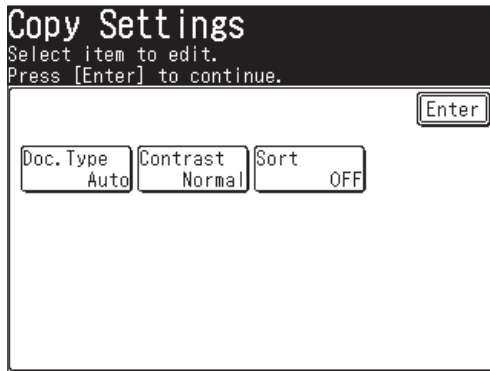 Copy Settings
Select item to edit.
Press [Enter] to continue.
Enter
Doc.Type Contrast Sort
Auto Normal OFF